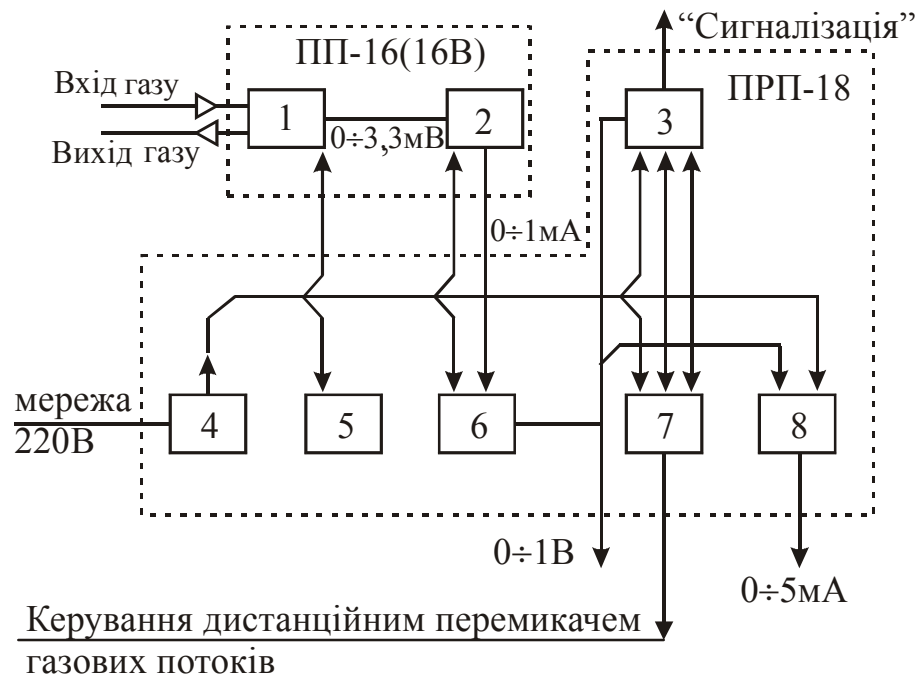 “Сигналізація”
ПП-16(16В)
ПРП-18
Вхід газу
1
2
3
0÷3,3мВ
Вихід газу
0÷1мА
мережа
220В
4
5
6
7
8
0÷1В
0÷5мА
Керування дистанційним перемикачем
газових потоків